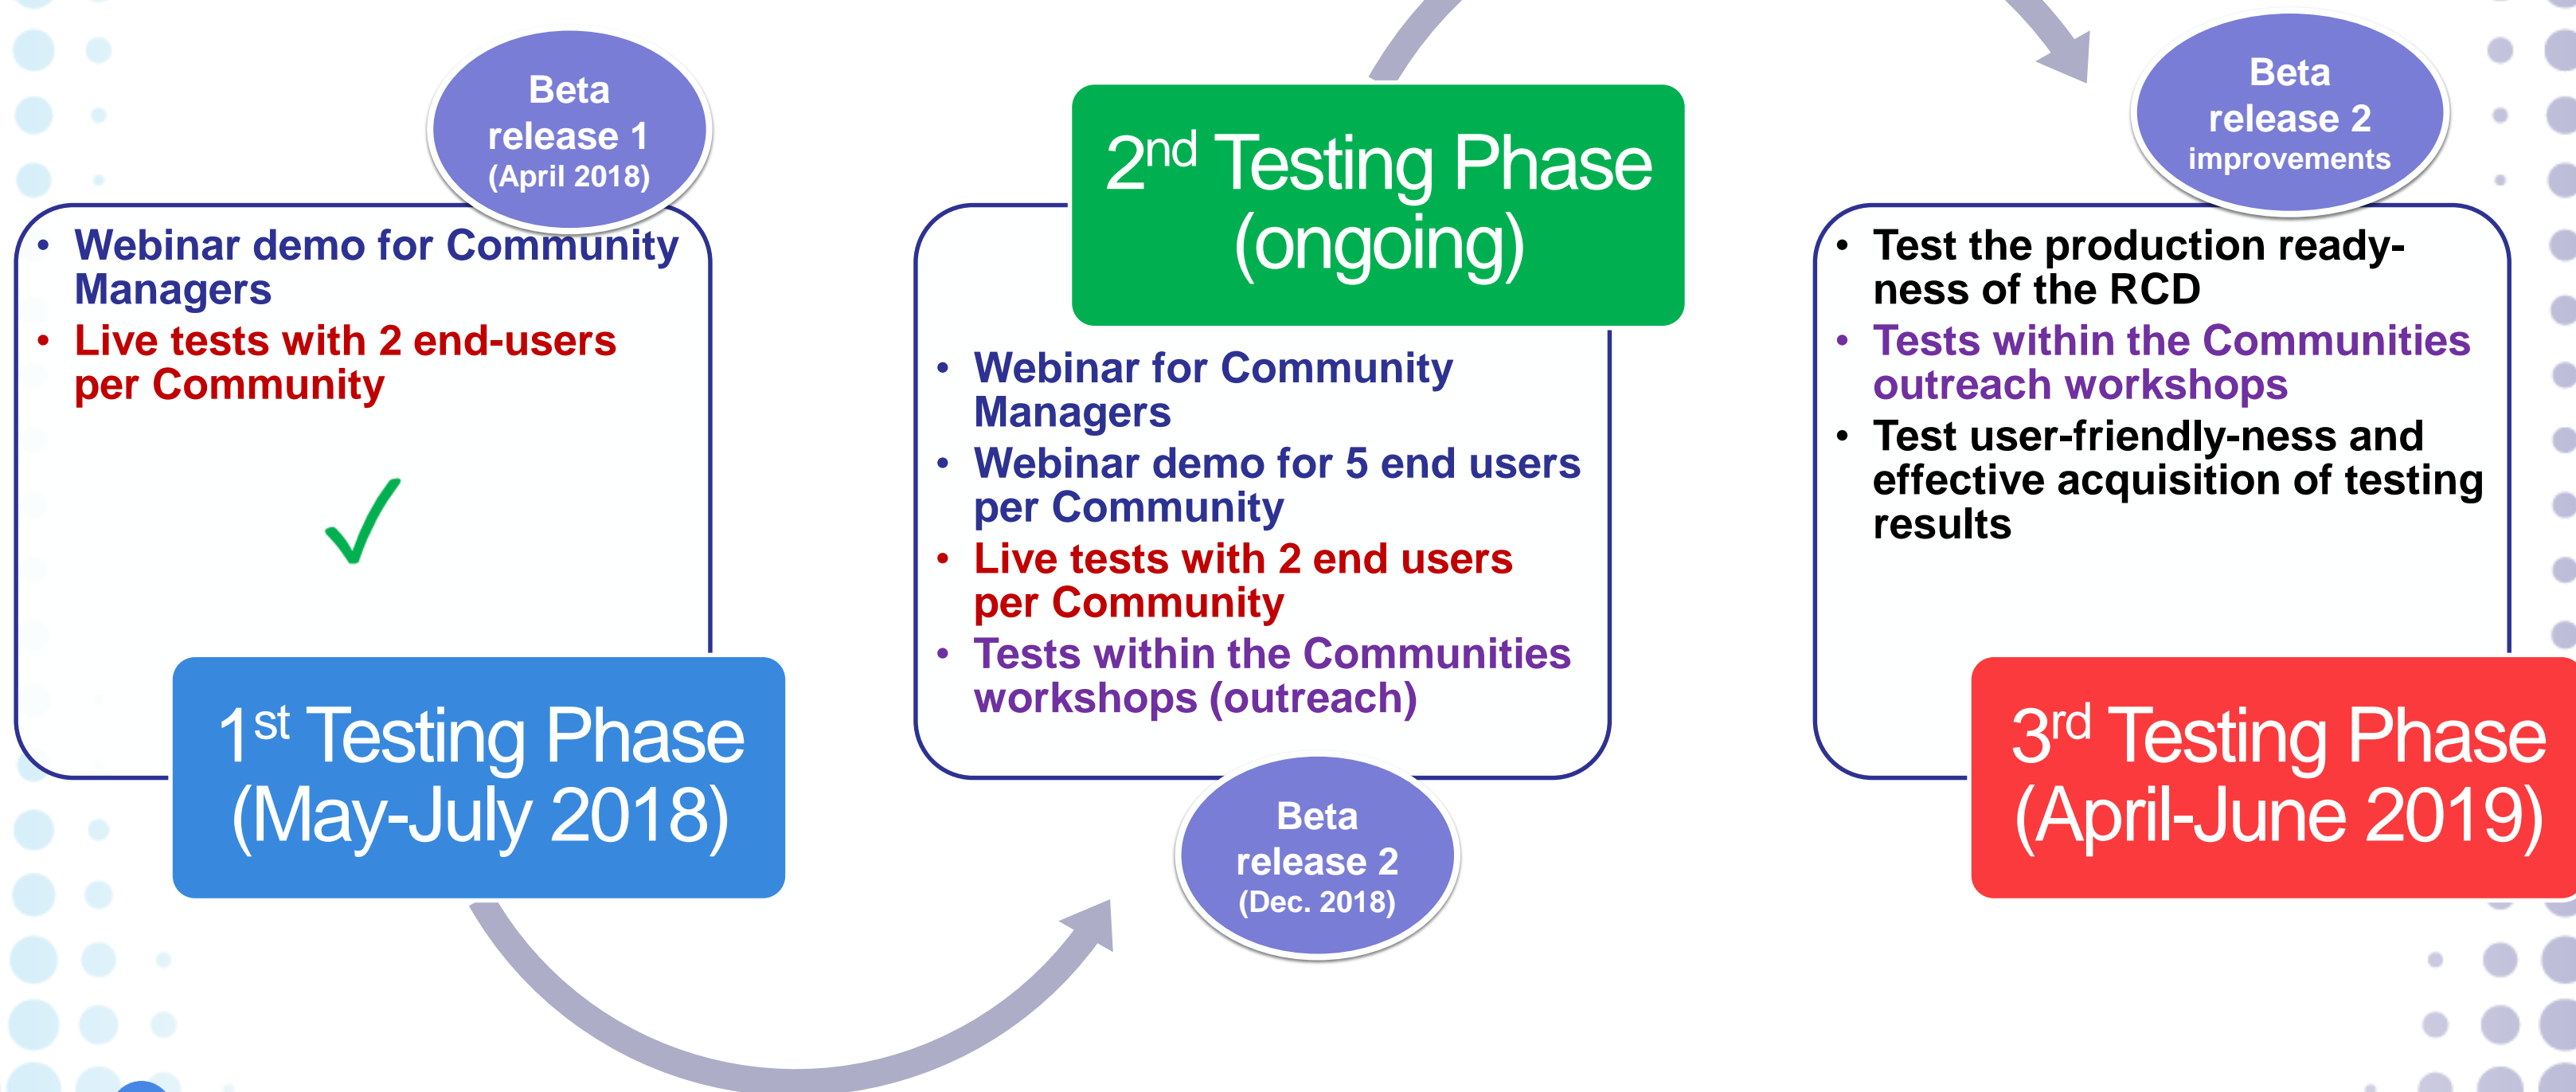 Beta
release 1
(April 2018)
• Webinar demo for Community
Managers
• Live tests with 2 end-users
per Community
✓
1st Testing Phase
(May-July 2018)
2nd Testing Phase
(ongoing)
• Webinar for Community
Managers
• Webinar demo for 5 end users
per Community
• Live tests with 2 end users
per Community
• Tests within the Communities
workshops (outreach)
Beta
release 2
(Dec. 2018)
Beta
release 2
improvements
• Test the production ready-
ness of the RCD
• Tests within the Communities
outreach workshops
• Test user-friendly-ness and
effective acquisition of testing
results
3rd Testing Phase
(April-June 2019)